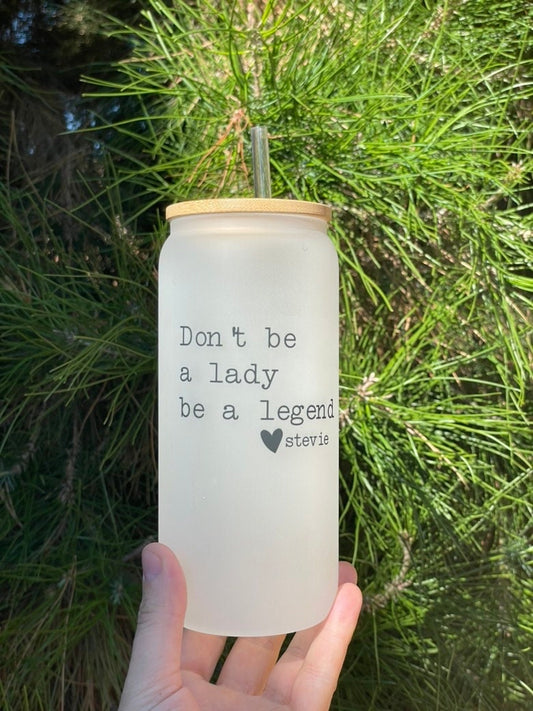 Don't be
a lady
be a legend
♥stevie